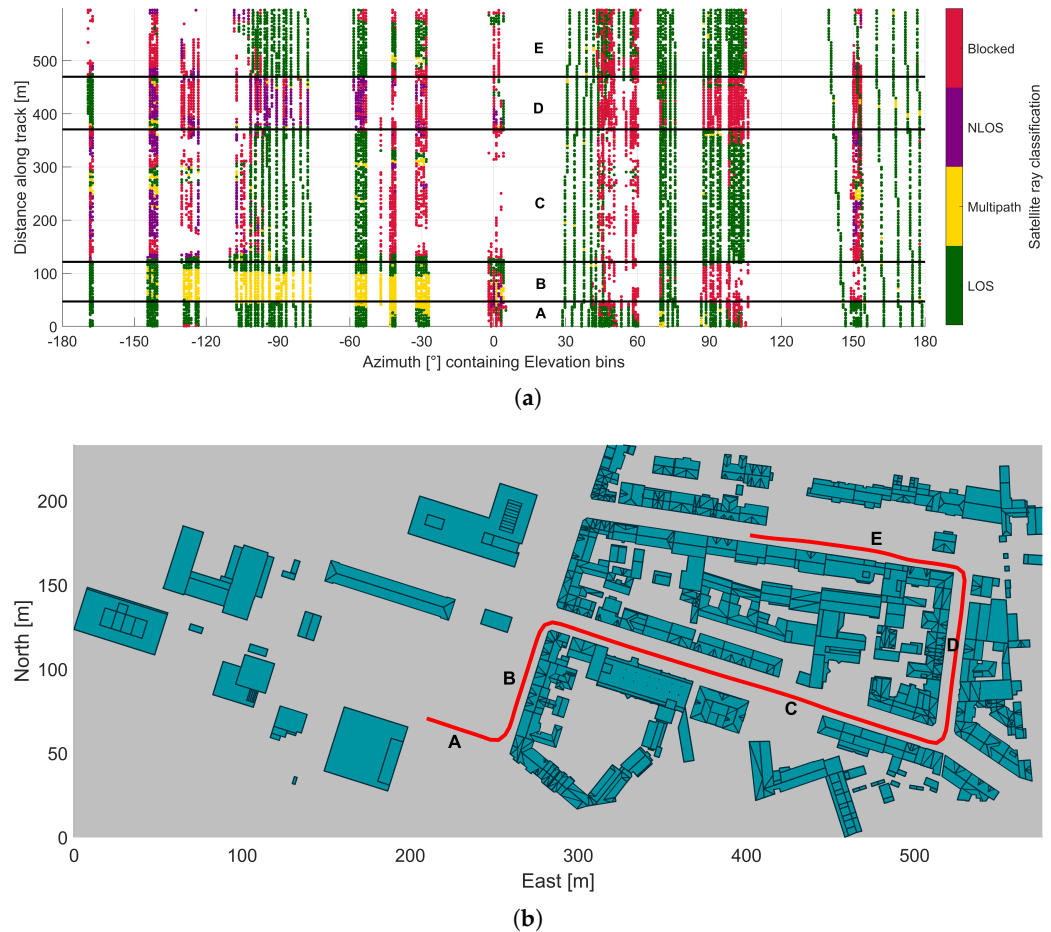 E
D
C
B
A
500
400
300
200
100
0
Distance along track [m]
-180
-150
-120
-90
-60
-30
0
30
60
90
120
150
180
Azimuth [°] containing Elevation bins
Blocked
NLOS
Multipath
LOS
Satellite ray classification
(a)
200
150
100
50
0
North [m]
E
D
B
C
A
0
100
200
300
400
500
East [m]
(b)